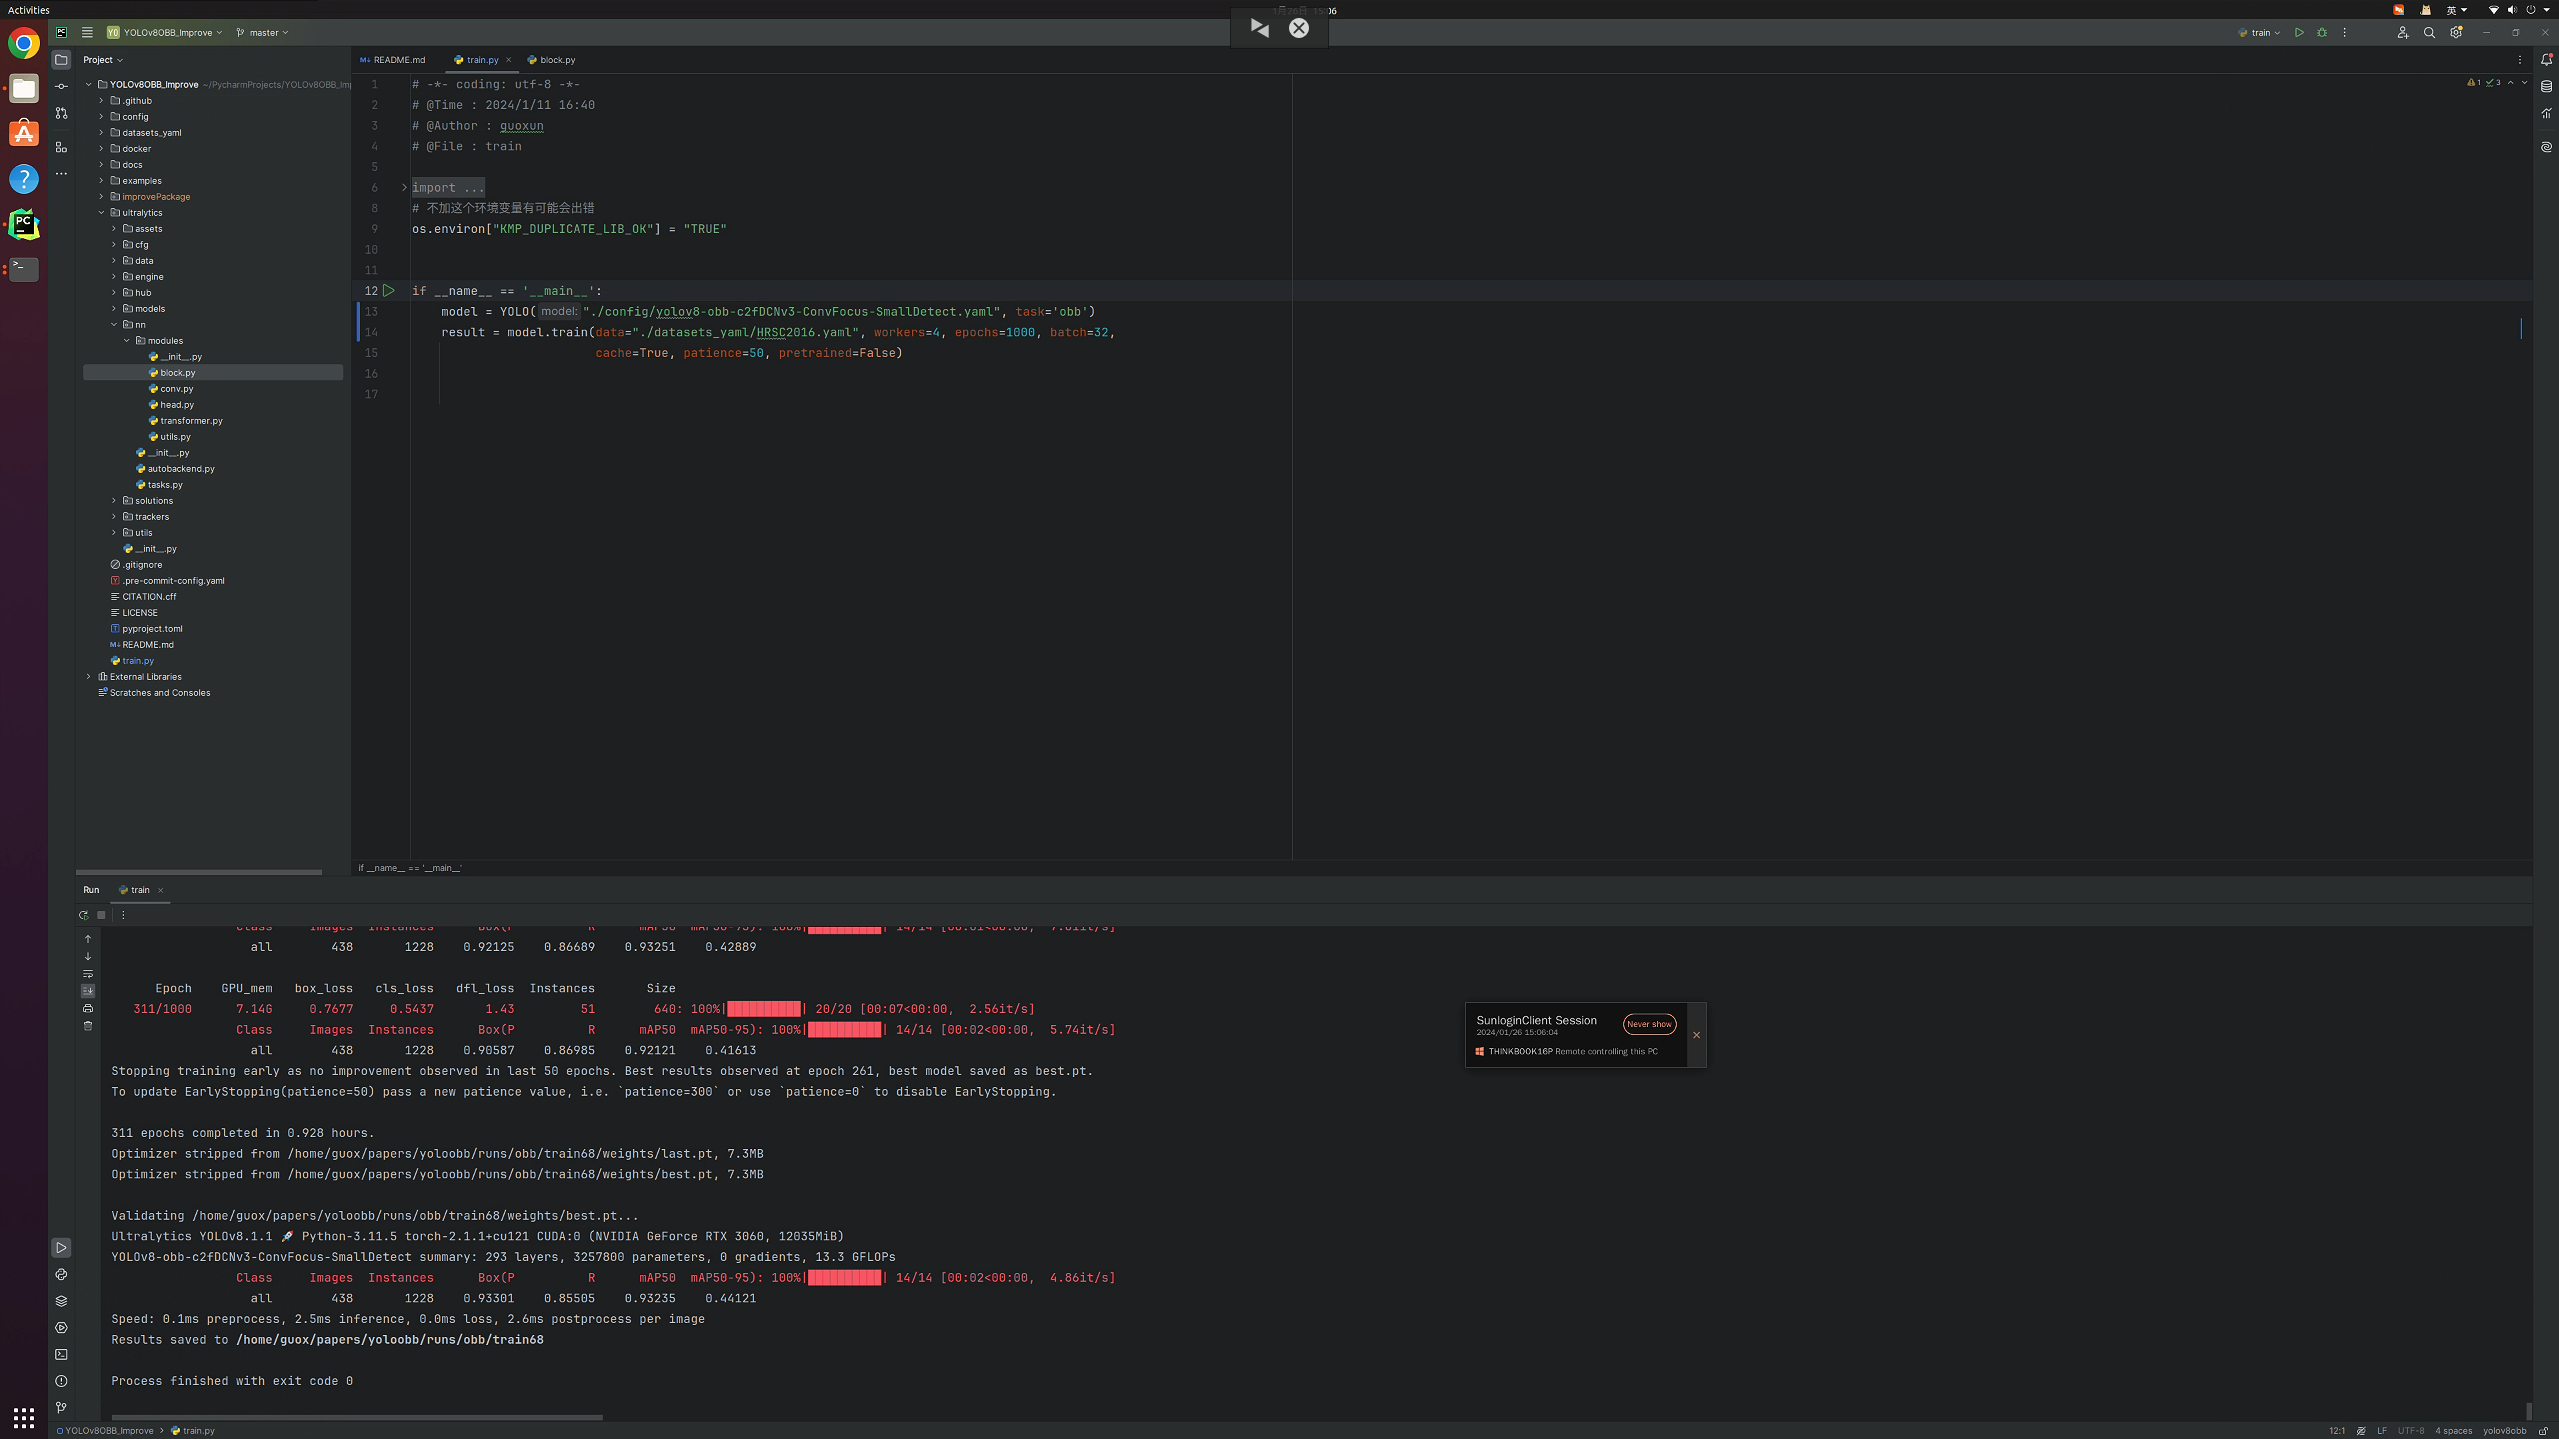 Activities
英
YO YOLOv8OBB_Improve master
train
Project
README.md train.py block.py
YOLOv8OBB_Improve ~/PycharmProjects/YOLOv8OBB_Im
.github
config
datasets_yaml
docker
docs
examples
improvePackage
ultralytics
assets
cfg
data
engine
hub
models
nn
modules
__init__.py
block.py
conv.py
head.py
transformer.py
utils.py
__init__.py
autobackend.py
tasks.py
solutions
trackers
utils
__init__.py
.gitignore
.pre-commit-config.yaml
CITATION.cff
LICENSE
pyproject.toml
README.md
train.py
External Libraries
Scratches and Consoles
1 # -*- coding: utf-8 -*-
2 # @Time : 2024/1/11 16:40
3 # @Author : guoxun
4 # @File : train
5
6 import ...
8 # 不加这个环境变量有可能会出错
9 os.environ["KMP_DUPLICATE_LIB_OK"] = "TRUE"
10
11
12 if __name__ == '__main__':
13 model = YOLO( model: "./config/yolov8-obb-c2fDCNv3-ConvFocus-SmallDetect.yaml", task='obb')
14 result = model.train(data="./datasets_yaml/HRSC2016.yaml", workers=4, epochs=1000, batch=32,
15 cache=True, patience=50, pretrained=False)
16
17
1 3
if __name__ == '__main__'
Run train
Class Images Instances Box(P R mAP50 mAP50-95): 100%| 14/14 [00:01<00:00,
all 438 1228 0.92125 0.86689 0.93251 0.42889
Epoch GPU_mem box_loss cls_loss dfl_loss Instances Size
311/1000 7.14G 0.7677 0.5437 1.43 51 640: 100%|██████████| 20/20 [00:07<00:00, 2.56it/s]
Class Images Instances Box(P R mAP50 mAP50-95): 100%|██████████| 14/14 [00:02<00:00, 5.74it/s]
all 438 1228 0.90587 0.86985 0.92121 0.41613
Stopping training early as no improvement observed in last 50 epochs. Best results observed at epoch 261, best model saved as best.pt.
To update EarlyStopping(patience=50) pass a new patience value, i.e. `patience=300` or use `patience=0` to disable EarlyStopping.
311 epochs completed in 0.928 hours.
Optimizer stripped from /home/guox/papers/yoloobb/runs/obb/train68/weights/last.pt, 7.3MB
Optimizer stripped from /home/guox/papers/yoloobb/runs/obb/train68/weights/best.pt, 7.3MB
Validating /home/guox/papers/yoloobb/runs/obb/train68/weights/best.pt...
Ultralytics YOLOv8.1.1 🚀 Python-3.11.5 torch-2.1.1+cu121 CUDA:0 (NVIDIA GeForce RTX 3060, 12035MiB)
YOLOv8-obb-c2fDCNv3-ConvFocus-SmallDetect summary: 293 layers, 3257800 parameters, 0 gradients, 13.3 GFLOPs
Class Images Instances Box(P R mAP50 mAP50-95): 100%|██████████| 14/14 [00:02<00:00, 4.86it/s]
all 438 1228 0.93301 0.85505 0.93235 0.44121
Speed: 0.1ms preprocess, 2.5ms inference, 0.0ms loss, 2.6ms postprocess per image
Results saved to /home/guox/papers/yoloobb/runs/obb/train68
Process finished with exit code 0
SunloginClient Session
2024/01/26 15:06:04
Never show
THINKBOOK16P Remote controlling this PC
YOLOv8OBB_Improve > train.py
12:1 LF UTF-8 4 spaces yolov8obb